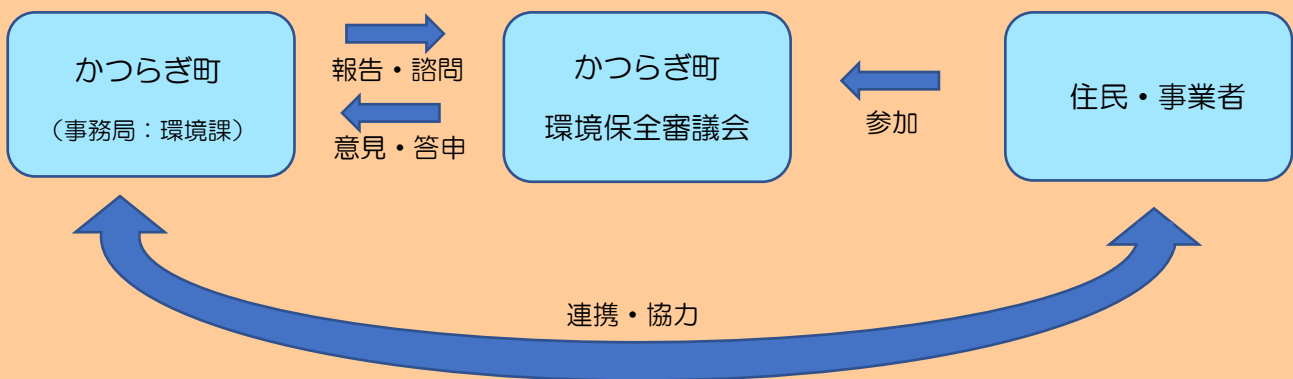 かつらぎ町
（事務局：環境課）
報告・諮問
意見・答申
かつらぎ町
環境保全審議会
参加
住民・事業者
連携・協力